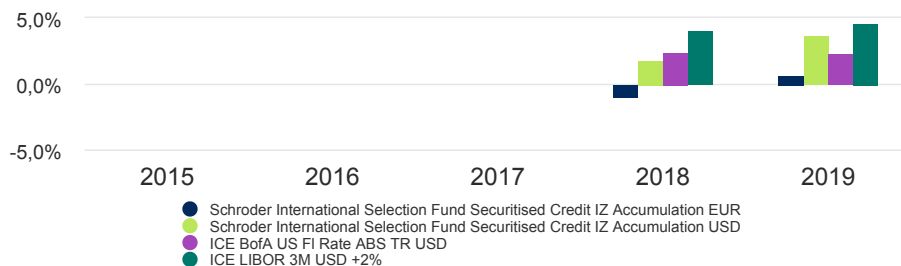 5,0%
0,0%
-5,0%
2015 2016 2017 2018 2019
Schroder International Selection Fund Securitised Credit IZ Accumulation EUR
Schroder International Selection Fund Securitised Credit IZ Accumulation USD
ICE BofA US Fl Rate ABS TR USD
ICE LIBOR 3M USD +2%